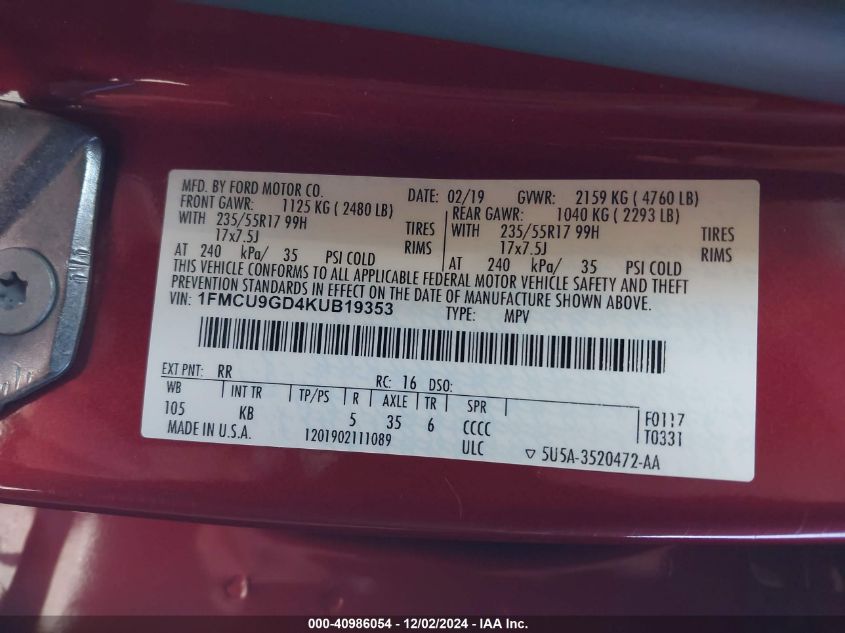 MFD. BY FORD MOTOR CO. DATE: 02/19 GVWR: 2159 KG ( 4760 LB)
FRONT GAWR: 1125 KG ( 2480 LB) REAR GAWR: 1040 KG ( 2293 LB)
WITH 235/55R17 99H TIRES WITH 235/55R17 99H TIRES
17x7.5J RIMS 17x7.5J RIMS
AT 240 kPa/ 35 PSI COLD AT 240 kPa/ 35 PSI COLD
THIS VEHICLE CONFORMS TO ALL APPLICABLE FEDERAL MOTOR VEHICLE SAFETY AND THEFT
PREVENTION STANDARDS IN EFFECT ON THE DATE OF MANUFACTURE SHOWN ABOVE.
VIN: 1FMCU9GD4KUB19353 TYPE: MPV
EXT PNT: RR RC: 16 DSO:
WB INT TR TP/PS R AXLE TR SPR
105 KB 5 35 6 CCCC F0117
MADE IN U.S.A. 1201902111089 ULC T0331
▽ 5U5A-3520472-AA
000-40986054 - 12/02/2024 - IAA Inc.